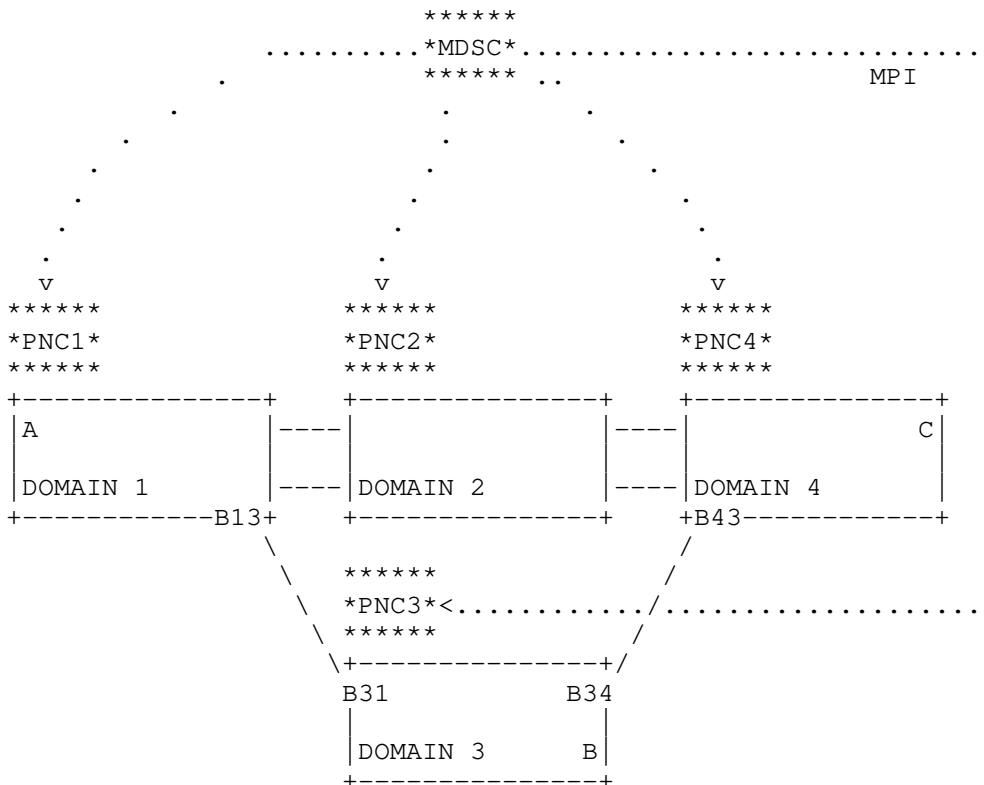 ******
..........*MDSC*.............................
****** .. MPI
******     ******     ******
*PNC1*     *PNC2*     *PNC4*
******     ******     ******
A     C
DOMAIN 1     DOMAIN 2     DOMAIN 4
B13     B43
******
*PNC3*<.....................................
******
B31     B34
DOMAIN 3     B